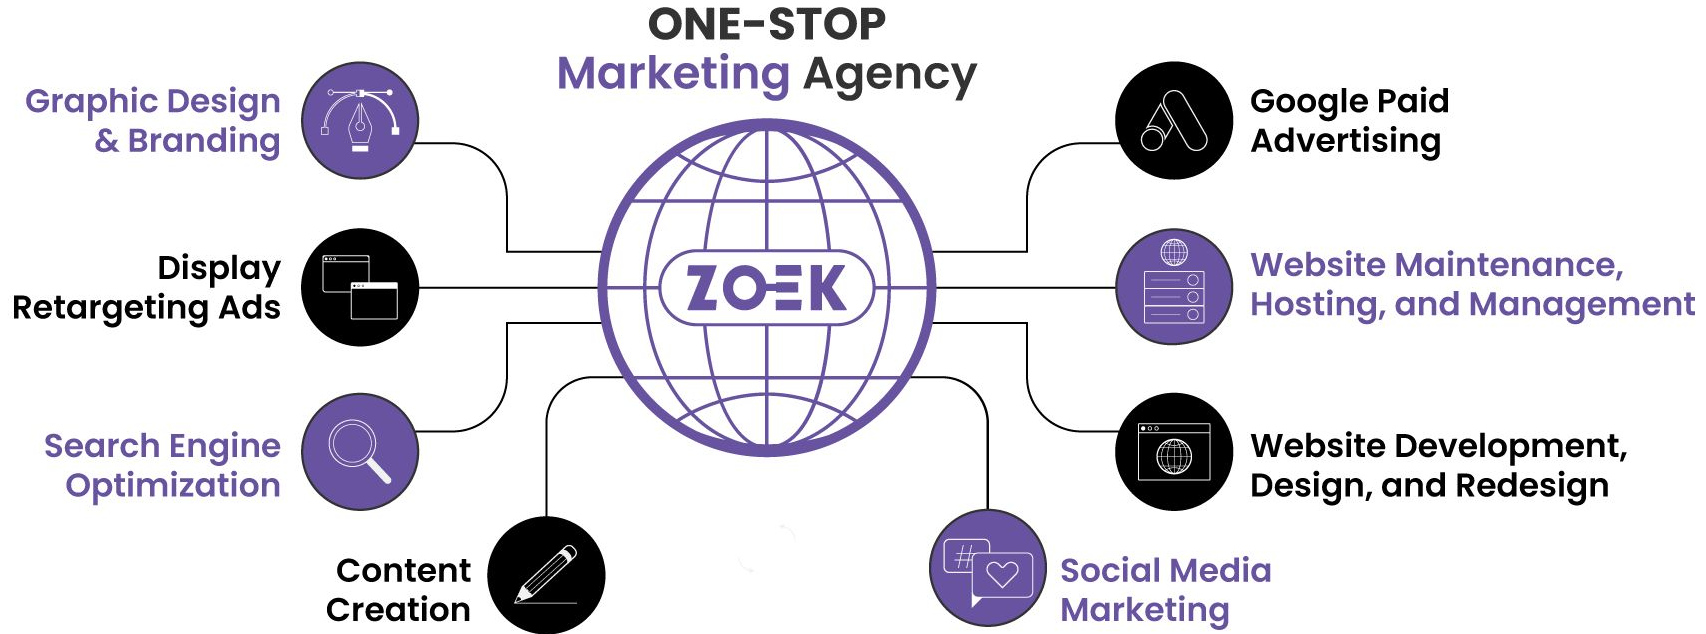 ONE-STOP
Marketing Agency
Graphic Design
& Branding
Google Paid
Advertising
Display
Retargeting Ads
ZOEK
Website Maintenance,
Hosting, and Management
Search Engine
Optimization
Website Development,
Design, and Redesign
Content
Creation
#
Social Media
Marketing